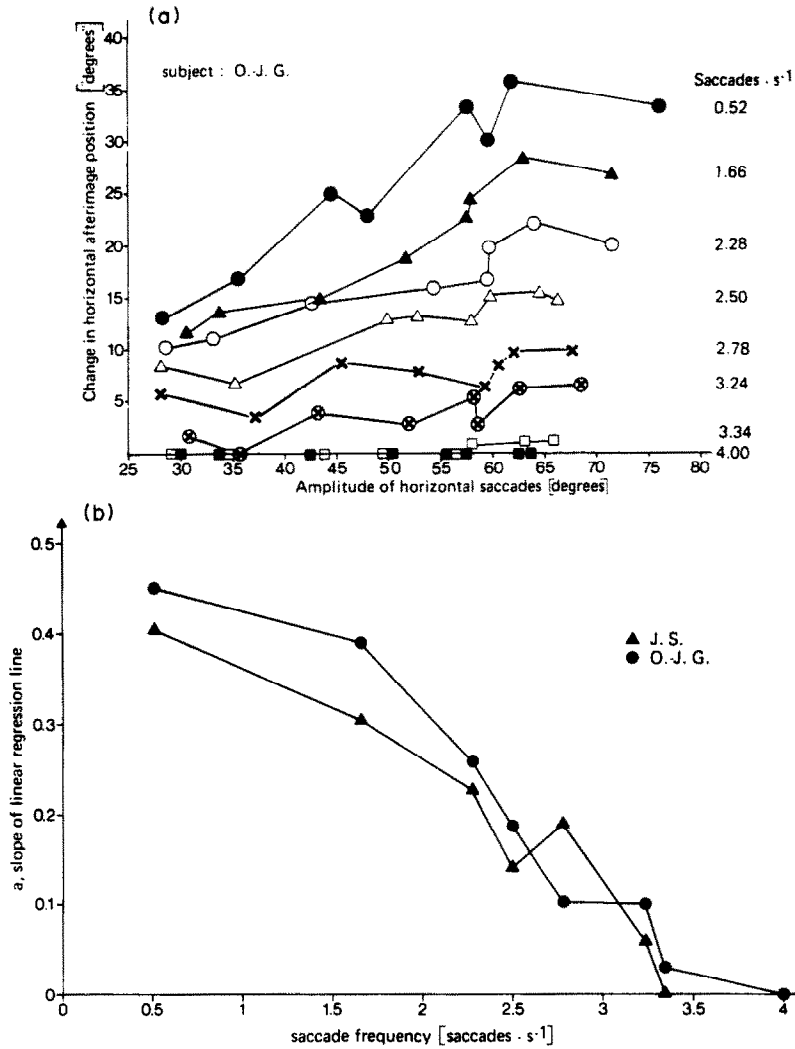 (a)
subject : O.-J. G.
Change in horizontal afterimage position [degrees]
40
35
30
25
20
15
10
5
25 30 35 40 45 50 55 60 65 70 75 80
Amplitude of horizontal saccades [degrees]
Saccades · s-1
0.52
1.66
2.28
2.50
2.78
3.24
3.34
4.00
(b)
a, slope of linear regression line
0.5
0.4
0.3
0.2
0.1
0
0 0.5 1 1.5 2 2.5 3 3.5 4
saccade frequency [saccades · s-1]
J. S.
O.-J. G.